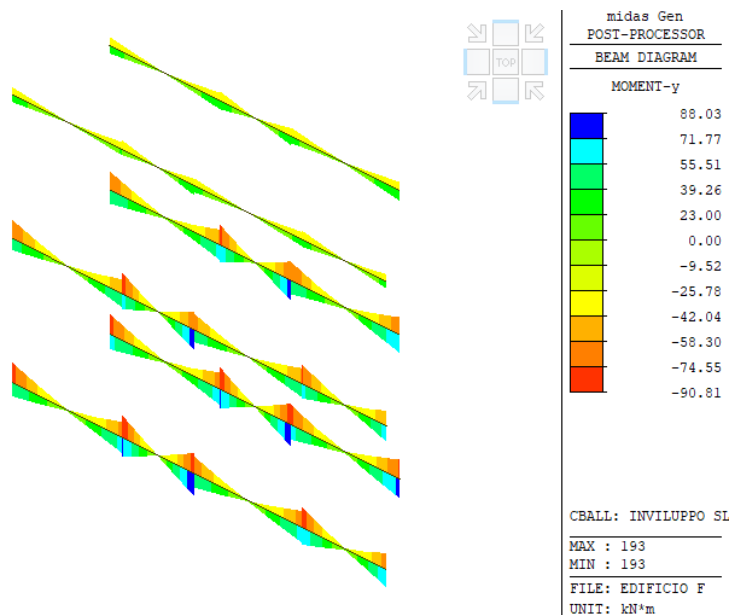 TOP
midas Gen
POST-PROCESSOR
BEAM DIAGRAM
MOMENT-y
88.03
71.77
55.51
39.26
23.00
0.00
-9.52
-25.78
-42.04
-58.30
-74.55
-90.81
CBALL: INVILUPPO SL
MAX : 193
MIN : 193
FILE: EDIFICIO F
UNIT: kN*m